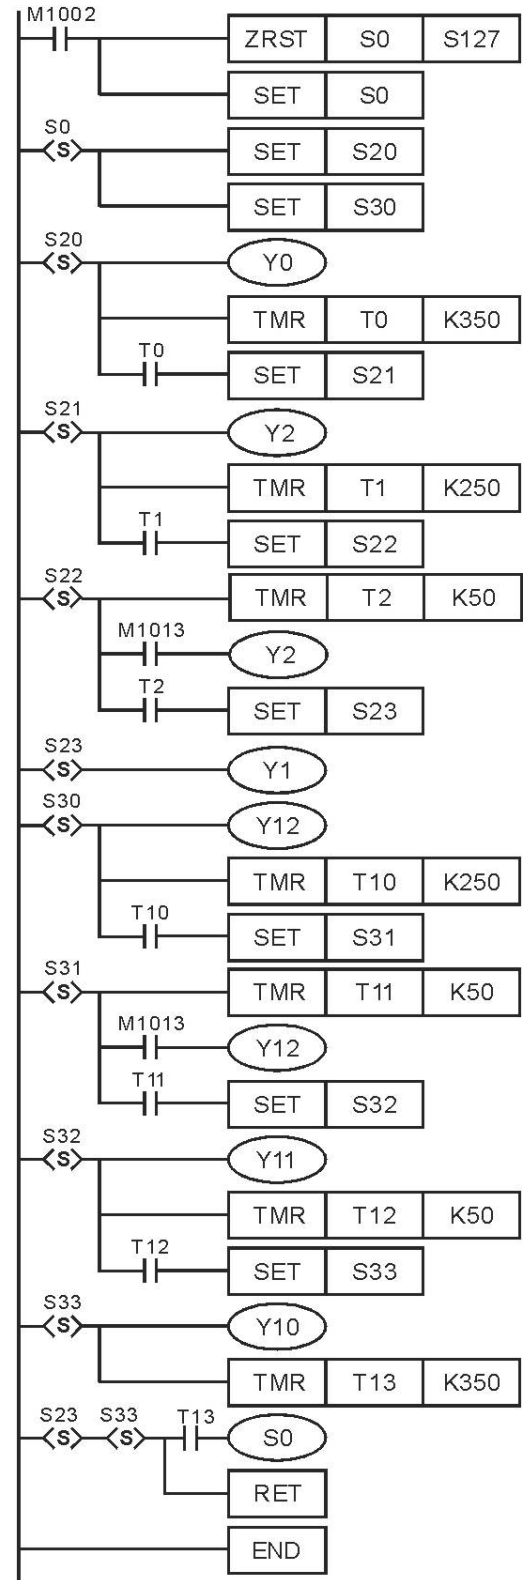 M1002
ZRST S0 S127
SET S0
S0
S
SET S20
SET S30
S20
S
Y0
TMR T0 K350
T0
SET S21
S21
S
Y2
TMR T1 K250
T1
SET S22
S22
S
TMR T2 K50
M1013
Y2
T2
SET S23
S23
S
Y1
S30
S
Y12
TMR T10 K250
T10
SET S31
S31
S
TMR T11 K50
M1013
Y12
T11
SET S32
S32
S
Y11
TMR T12 K50
T12
SET S33
S33
S
Y10
TMR T13 K350
S23 S33 T13
S S
S0
RET
END